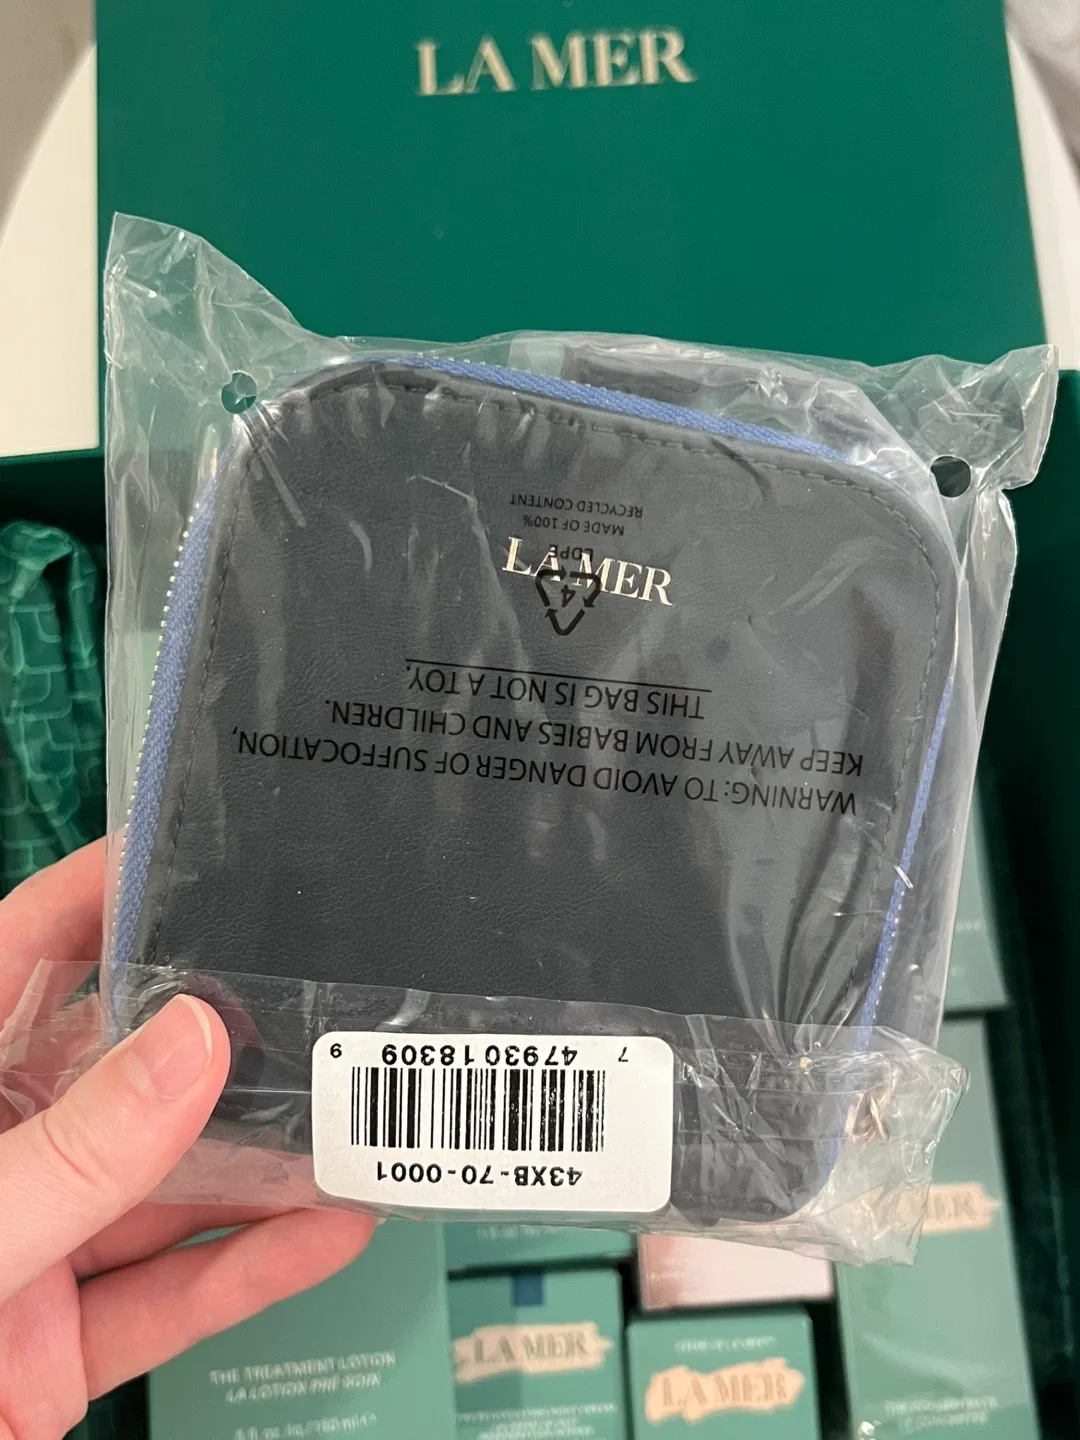 LA MER
WARNING: TO AVOID DANGER OF SUFFOCATION,
KEEP AWAY FROM BABIES AND CHILDREN.
THIS BAG IS NOT A TOY.
4
LDPE
MADE OF 100%
RECYCLED CONTENT
LA MER
43XB-70-0001
7 47930 18309 9
LA MER
THE TREATMENT LOTION
LA LOTION
LA MER
LA MER